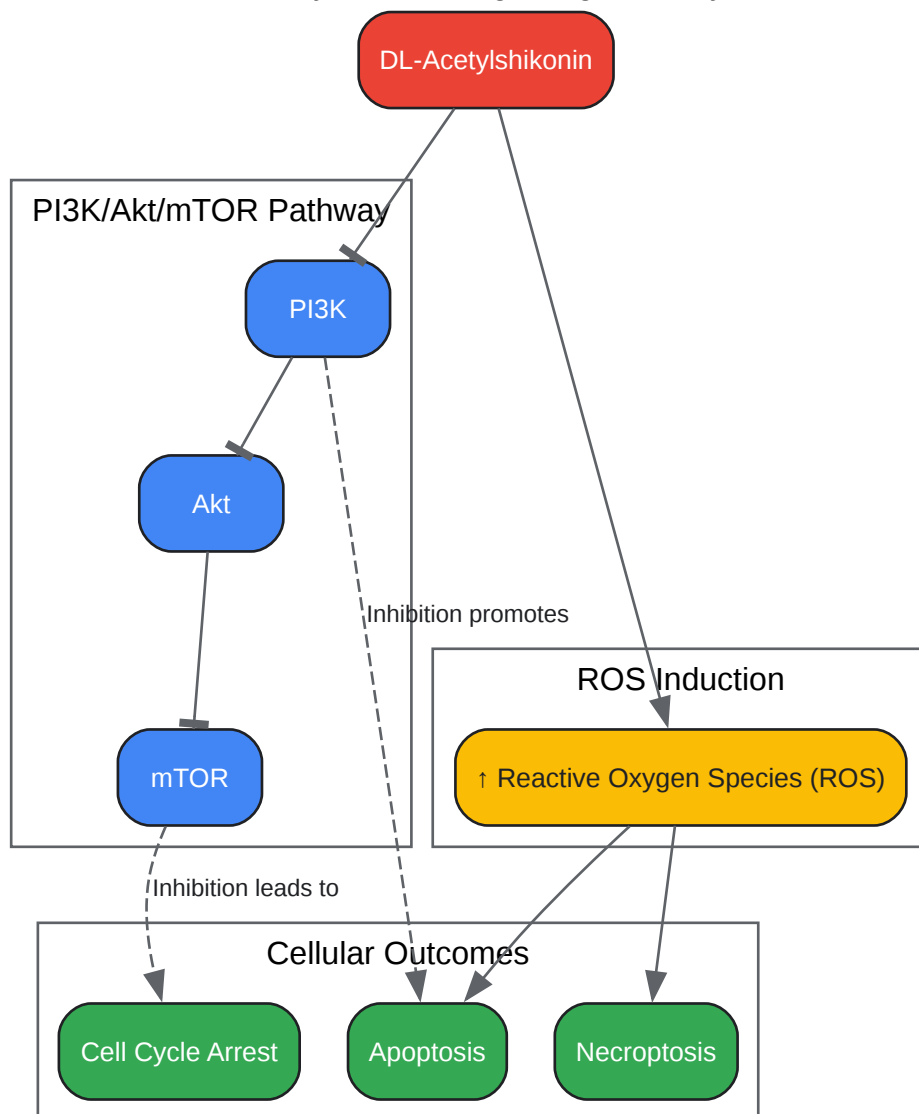 DL-Acetylshikonin
PI3K/Akt/mTOR Pathway
PI3K
Akt
Inhibition promotes
ROS Induction
mTOR
↑ Reactive Oxygen Species (ROS)
Inhibition leads to
Cellular Outcomes
Cell Cycle Arrest
Apoptosis
Necroptosis